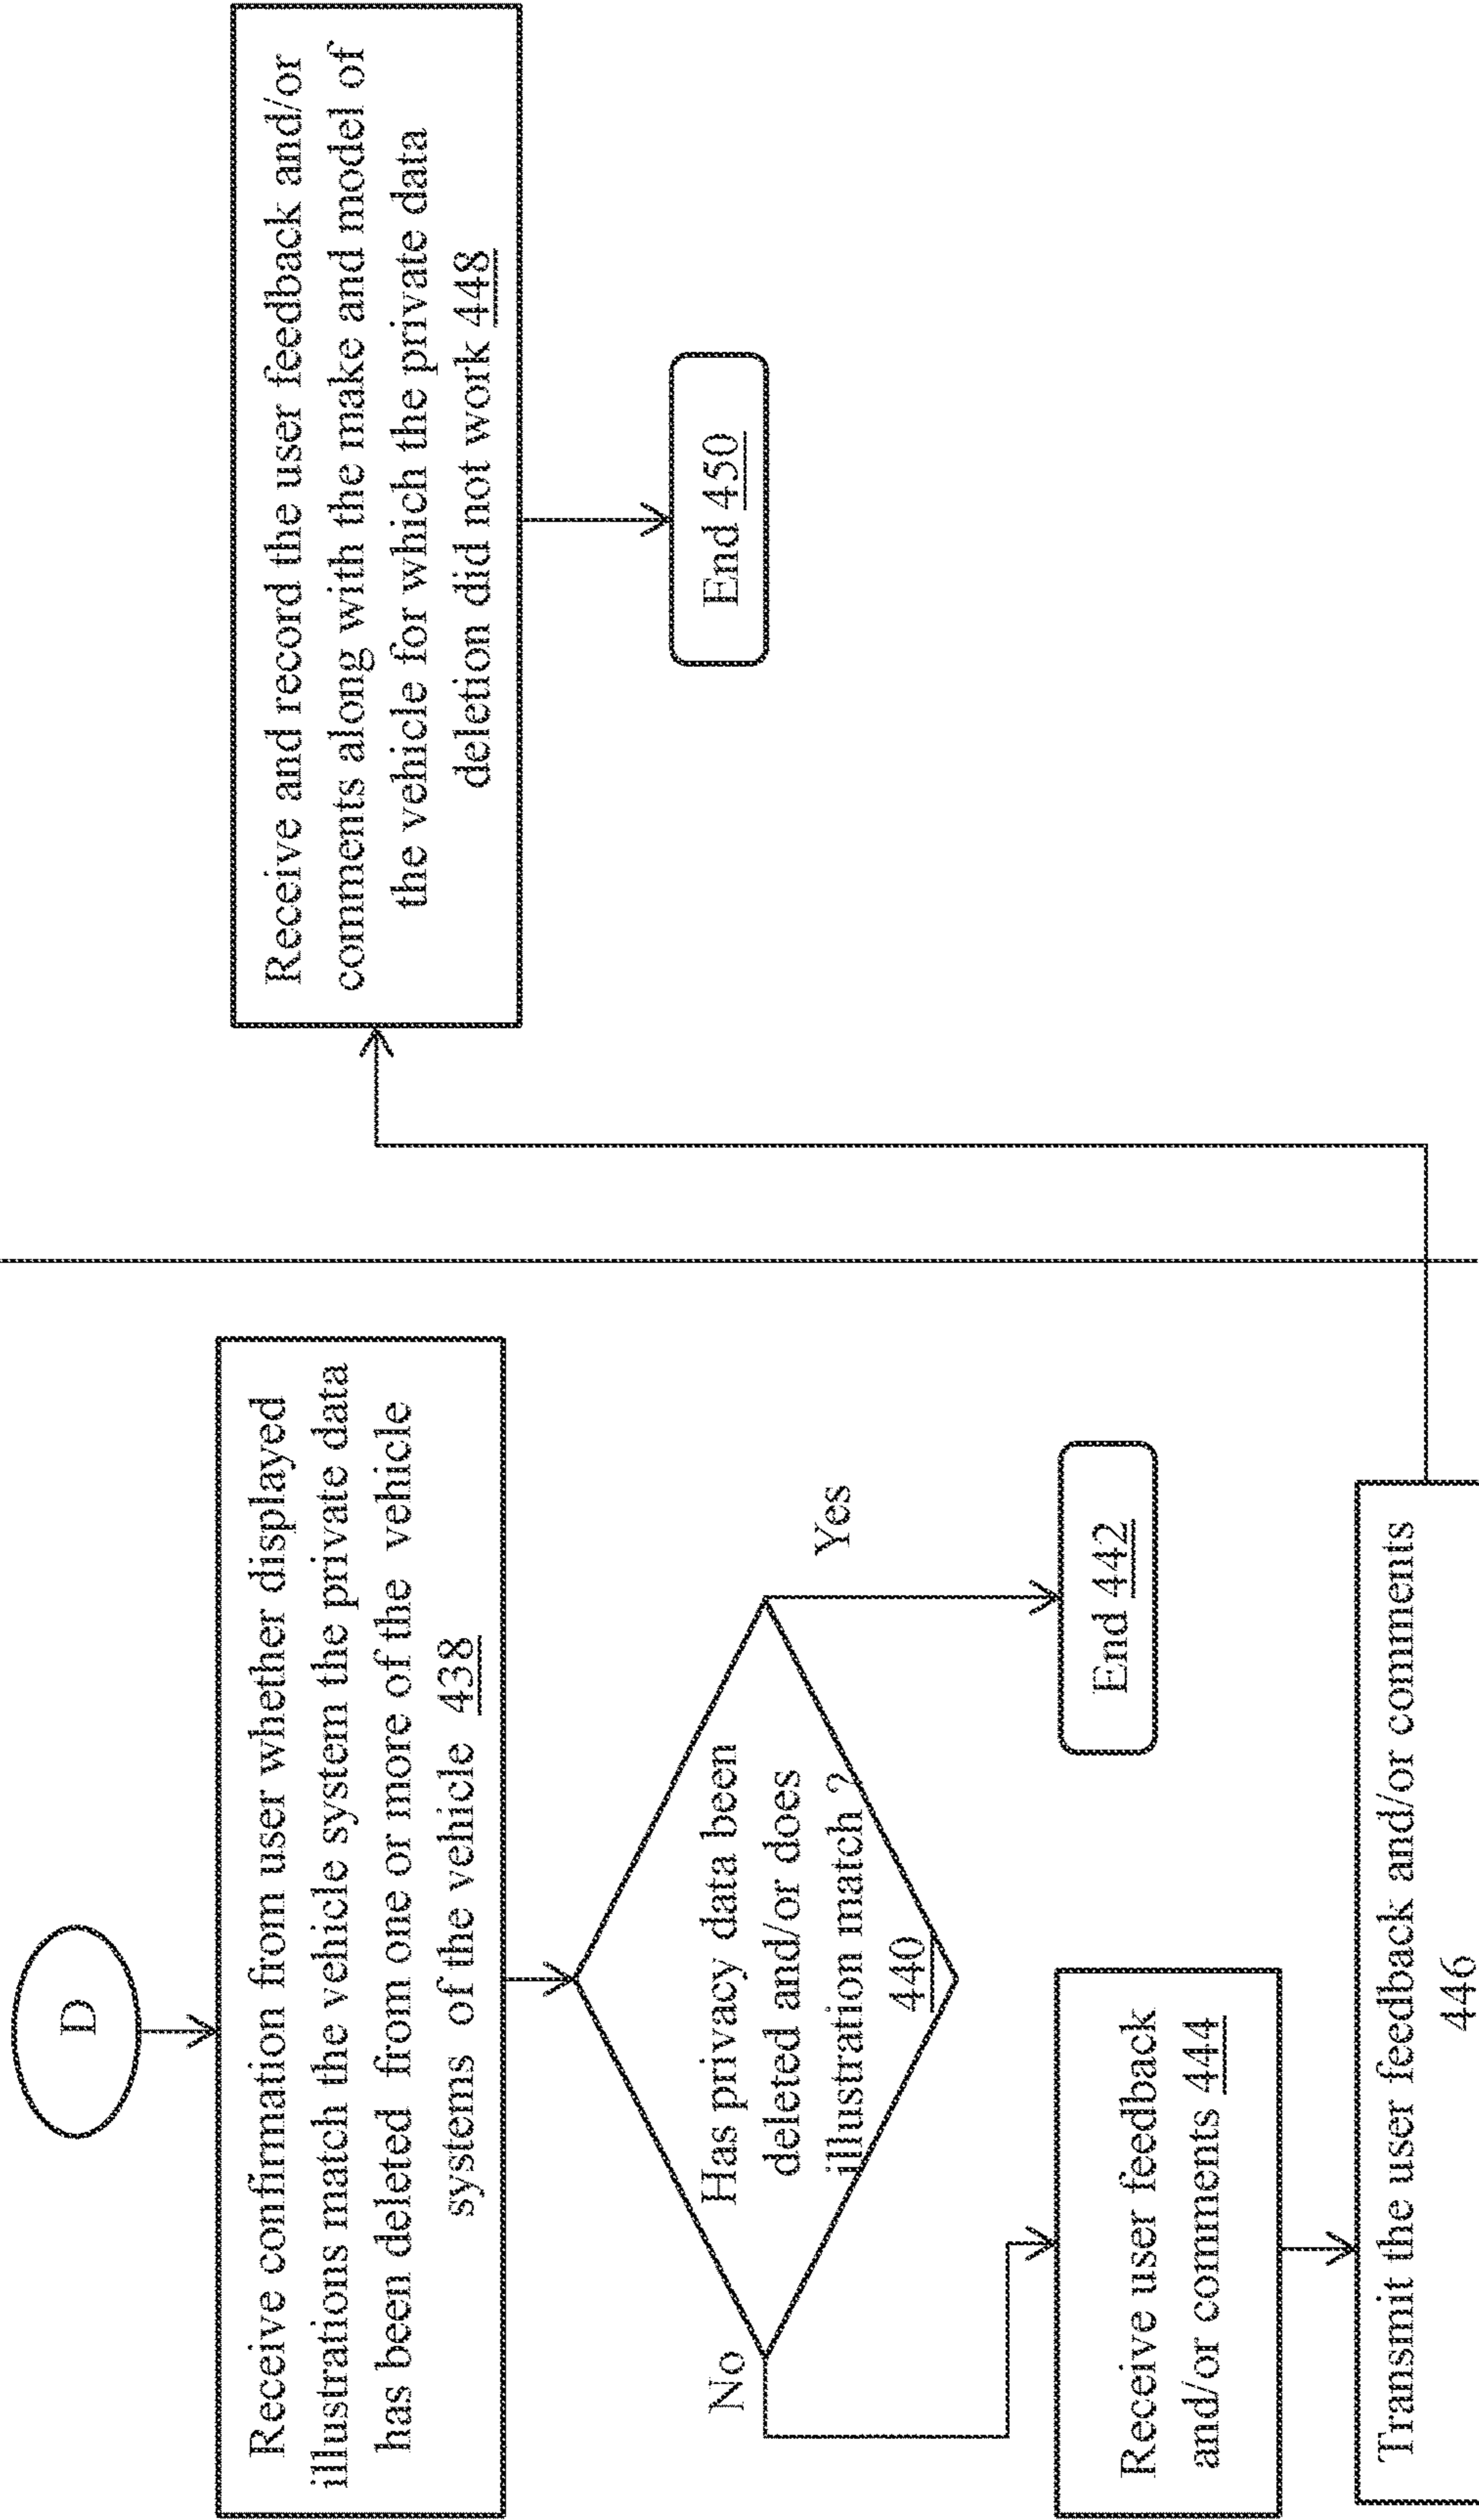 D
Receive confirmation from user whether displayed
illustrations match the vehicle system the private data
has been deleted from one or more of the vehicle
systems of the vehicle 438
Has privacy data been
deleted and/or does
illustration match ?
440
No
Yes
End 442
Receive user feedback
and/or comments 444
Transmit the user feedback and/or comments
446
Receive and record the user feedback and/or
comments along with the make and model of
the vehicle for which the private data
deletion did not work 448
End 450